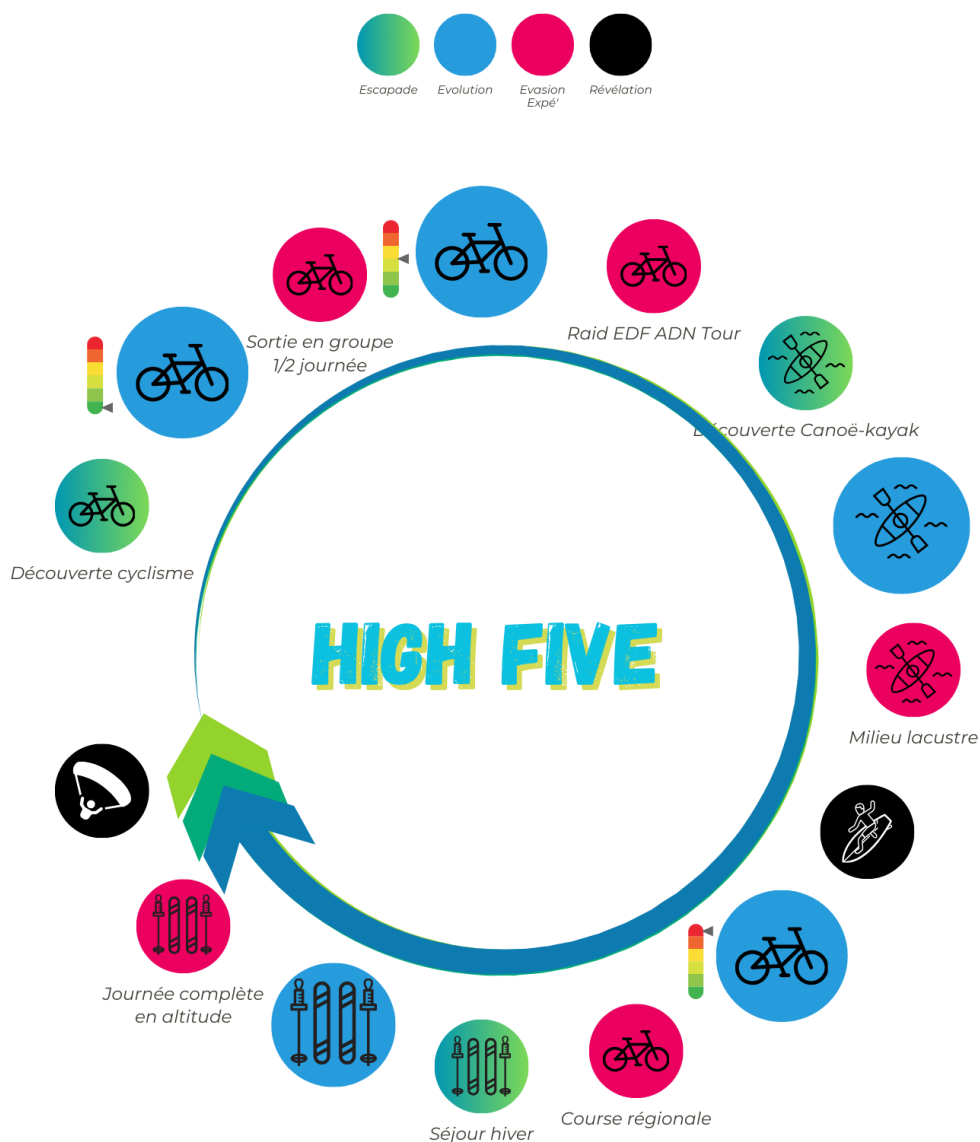 Escapade
Evolution
Evasion
Expé'
Révélation
Sortie en groupe
1/2 journée
Raid EDF ADN Tour
Découverte Canoë-kayak
Découverte cyclisme
HIGH FIVE
Milieu lacustre
Journée complète
en altitude
Course régionale
Séjour hiver